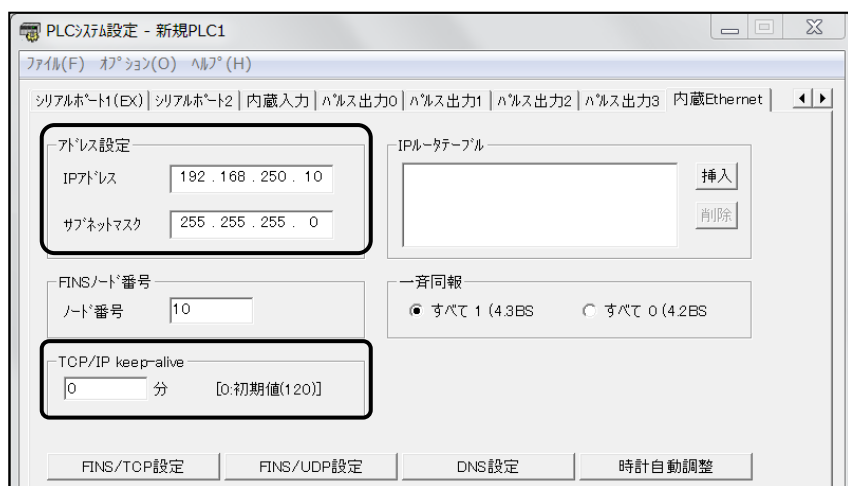 PLCｼｽﾃﾑ設定 - 新規PLC1
ﾌｧｲﾙ(F) ｵﾌﾟｼｮﾝ(O) ﾍﾙﾌﾟ(H)
ｼﾘｱﾙﾎﾟｰﾄ1(EX) ｼﾘｱﾙﾎﾟｰﾄ2 内蔵入力 ﾊﾟﾙｽ出力0 ﾊﾟﾙｽ出力1 ﾊﾟﾙｽ出力2 ﾊﾟﾙｽ出力3 内蔵Ethernet
ｱﾄﾞﾚｽ設定
IPｱﾄﾞﾚｽ 192 . 168 . 250 . 10
ｻﾌﾞﾈｯﾄﾏｽｸ 255 . 255 . 255 . 0
IPﾙｰﾀﾃｰﾌﾞﾙ
挿入
削除
FINSﾉｰﾄﾞ番号
ﾉｰﾄﾞ番号 10
一斉同報
すべて 1 (4.3BS すべて 0 (4.2BS
TCP/IP keep-alive
0 分 [0:初期値(120)]
FINS/TCP設定 FINS/UDP設定 DNS設定 時計自動調整